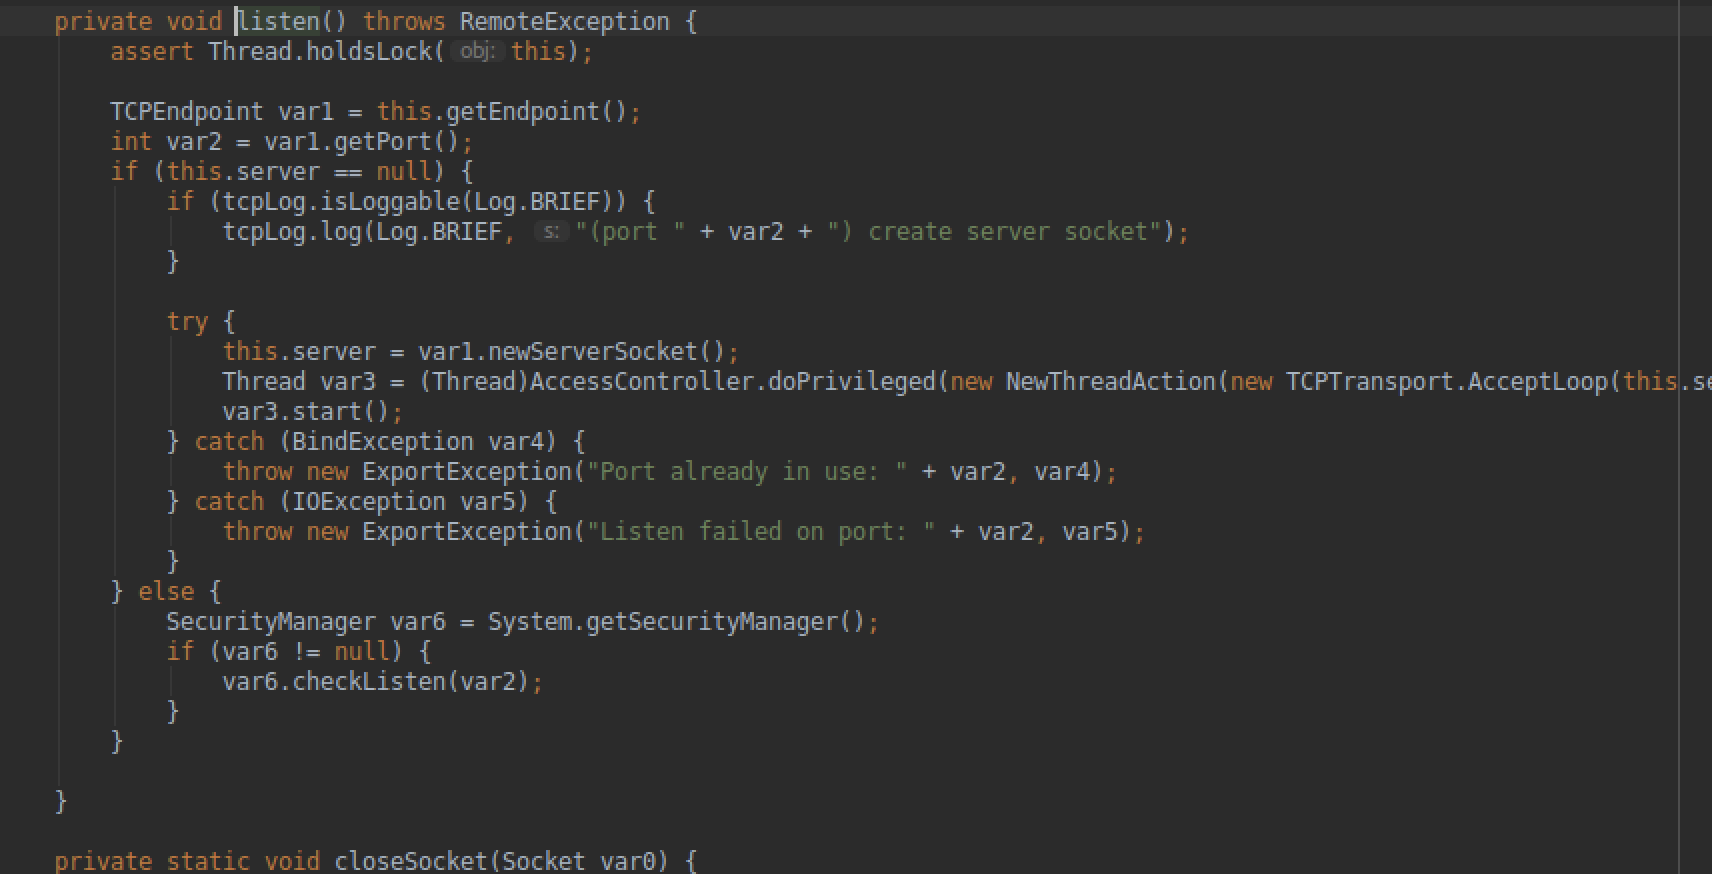 private void listen() throws RemoteException {
assert Thread.holdsLock( obj: this);
TCPEndpoint var1 = this.getEndpoint();
int var2 = var1.getPort();
if (this.server == null) {
if (tcpLog.isLoggable(Log.BRIEF)) {
tcpLog.log(Log.BRIEF, s: "(port " + var2 + ") create server socket");
}
try {
this.server = var1.newServerSocket();
Thread var3 = (Thread)AccessController.doPrivileged(new NewThreadAction(new TCPTransport.AcceptLoop(this.se
var3.start();
} catch (BindException var4) {
throw new ExportException("Port already in use: " + var2, var4);
} catch (IOException var5) {
throw new ExportException("Listen failed on port: " + var2, var5);
}
} else {
SecurityManager var6 = System.getSecurityManager();
if (var6 != null) {
var6.checkListen(var2);
}
}
}
private static void closeSocket(Socket var0) {